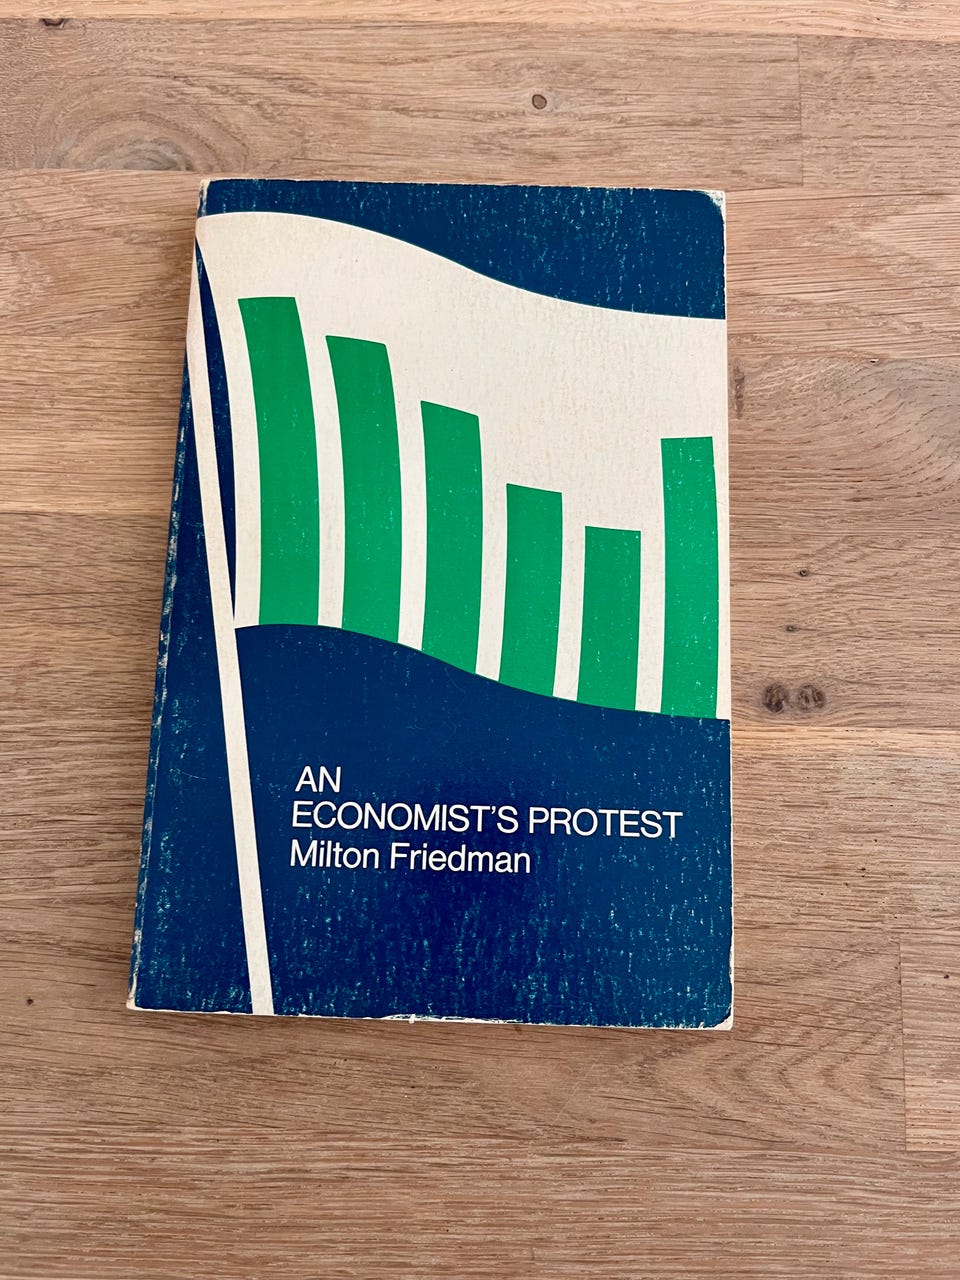 AN
ECONOMIST'S PROTEST
Milton Friedman